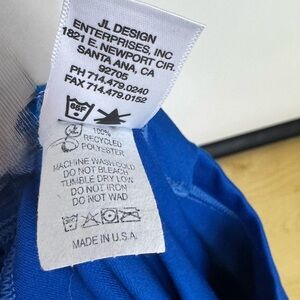 JL DESIGN
ENTERPRISES, INC
1821 E. NEWPORT CIR.
SANTA ANA, CA
92705
PH 714.479.0240
FAX 714.479.0152
65F
100%
RECYCLED
POLYESTER
MACHINE WASH COLD
DO NOT BLEACH
TUMBLE DRY LOW
DO NOT IRON
DO NOT WAD
MADE IN U.S.A.